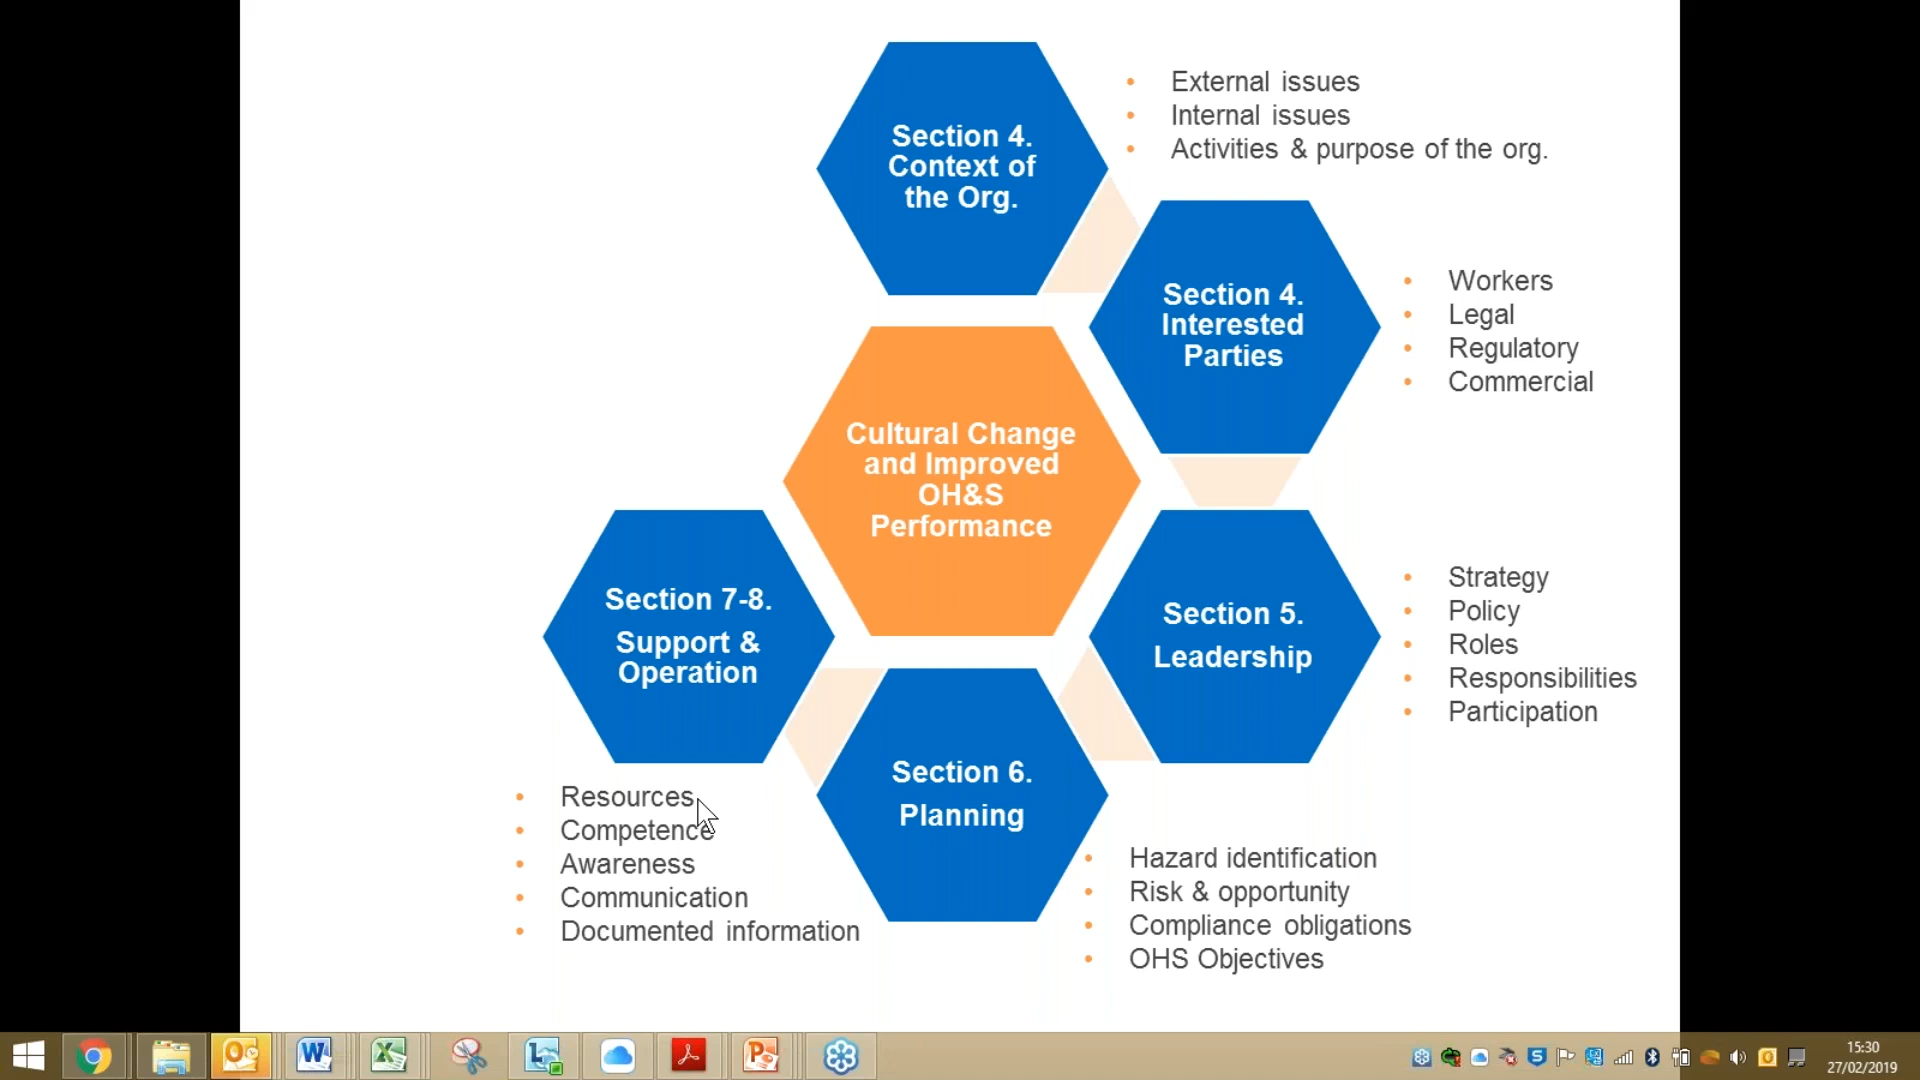 Section 4.
Context of
the Org.
External issues
Internal issues
Activities & purpose of the org.
Section 4.
Interested
Parties
Workers
Legal
Regulatory
Commercial
Cultural Change
and Improved
OH&S
Performance
Section 5.
Leadership
Strategy
Policy
Roles
Responsibilities
Participation
Section 6.
Planning
Hazard identification
Risk & opportunity
Compliance obligations
OHS Objectives
Section 7-8.
Support &
Operation
Resources
Competence
Awareness
Communication
Documented information
15:30
27/02/2019